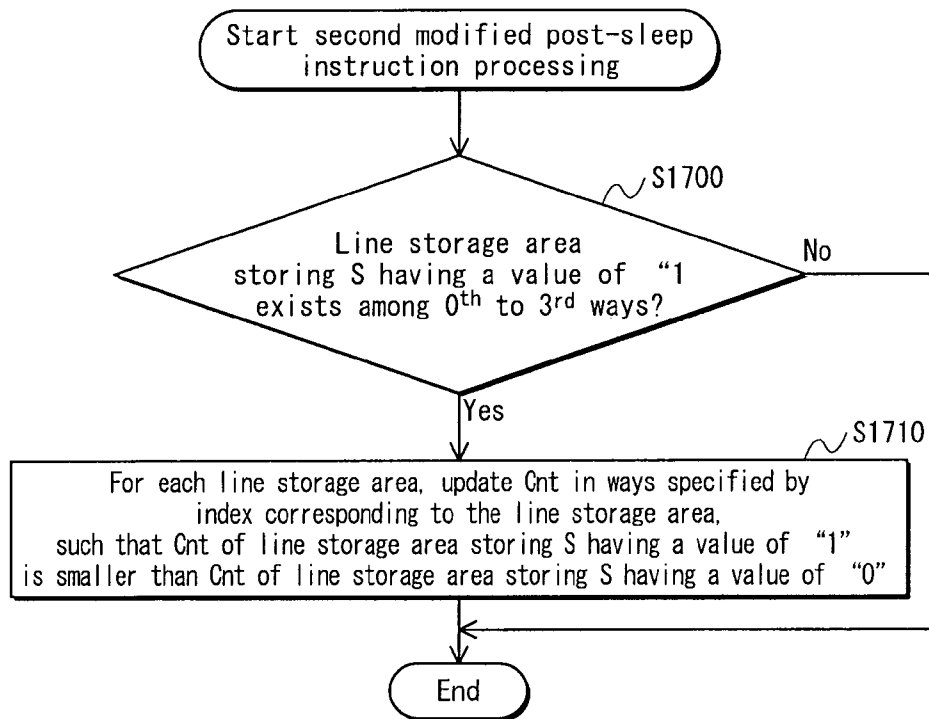 Start second modified post-sleep
instruction processing
S1700
Line storage area
storing S having a value of “1
exists among 0th to 3rd ways?
No
Yes
S1710
For each line storage area, update Cnt in ways specified by
index corresponding to the line storage area,
such that Cnt of line storage area storing S having a value of “1”
is smaller than Cnt of line storage area storing S having a value of “0”
End